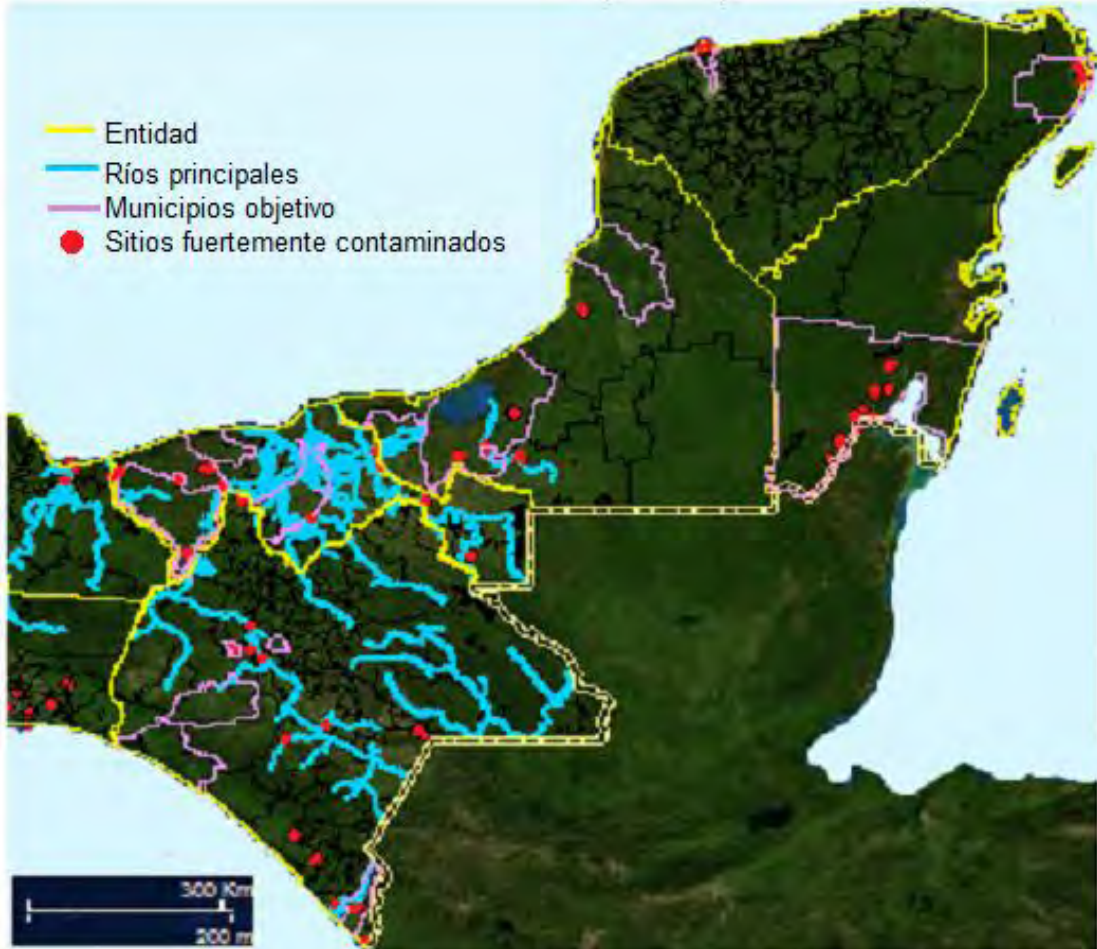 Entidad
Ríos principales
Municipios objetivo
Sitios fuertemente contaminados
300 Km
200 m